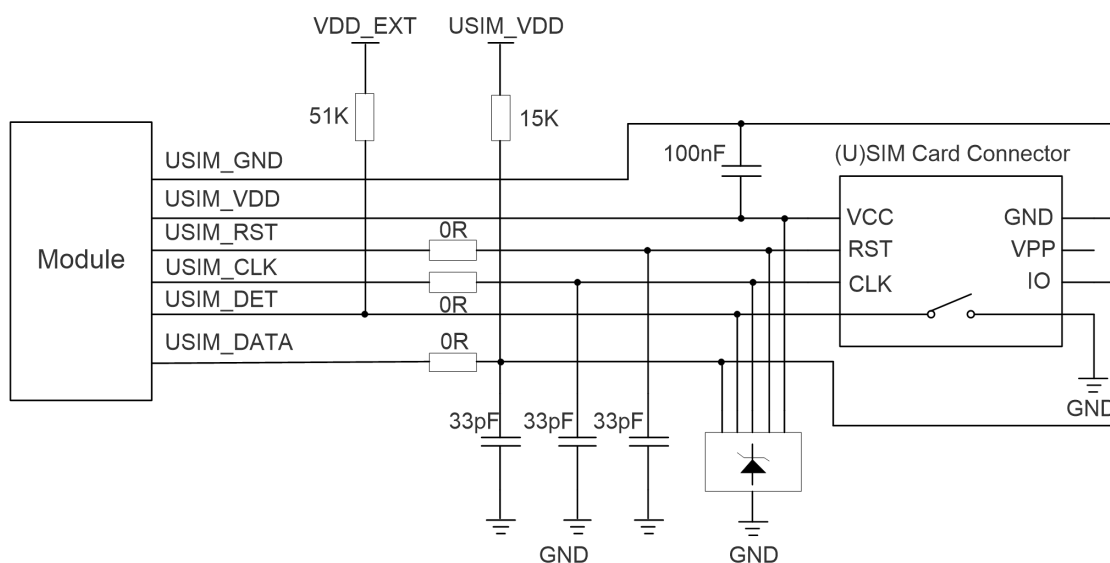 VDD_EXT USIM_VDD
51K 15K
USIM_GND
100nF (U)SIM Card Connector
USIM_VDD
VCC GND
USIM_RST 0R
RST VPP
Module
USIM_CLK
CLK IO
USIM_DET 0R
USIM_DATA 0R
GND
33pF 33pF 33pF
GND GND